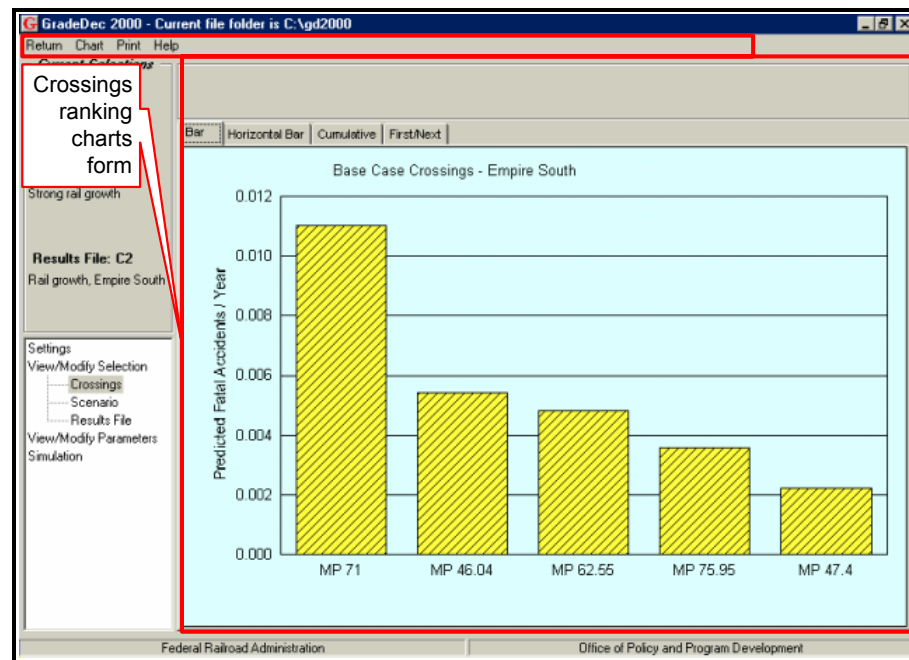 GradeDec 2000 - Current file folder is C:\gd2000
Return Chart Print Help
Current Selections
Crossings
ranking
charts
form
Strong rail growth
Results File: C2
Rail growth, Empire South
Settings
View/Modify Selection
Crossings
Scenario
Results File
View/Modify Parameters
Simulation
Bar Horizontal Bar Cumulative First/Next
Base Case Crossings - Empire South
Predicted Fatal Accidents / Year
0.012
0.010
0.008
0.006
0.004
0.002
0.000
MP 71 MP 46.04 MP 62.55 MP 75.95 MP 47.4
Federal Railroad Administration Office of Policy and Program Development